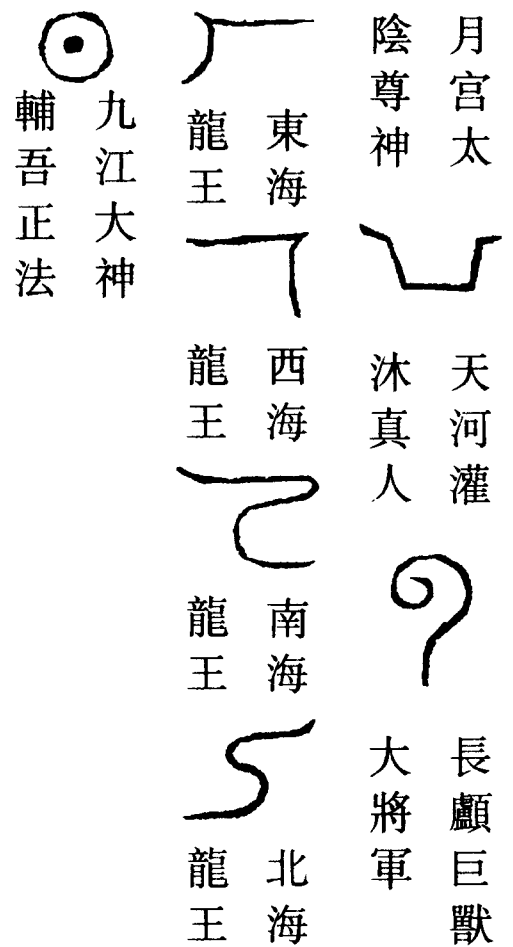 月宫太
陰尊神
天河灌
沐真人
長顱巨獸
大將軍
東海
龍王
西海
龍王
南海
龍王
北海
龍王
九江大神
輔吾正法